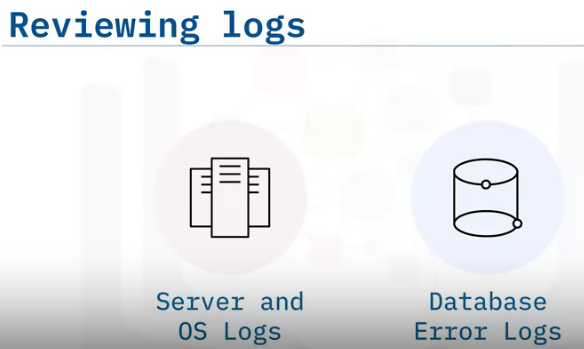 Reviewing logs
Server and
OS Logs
Database
Error Logs